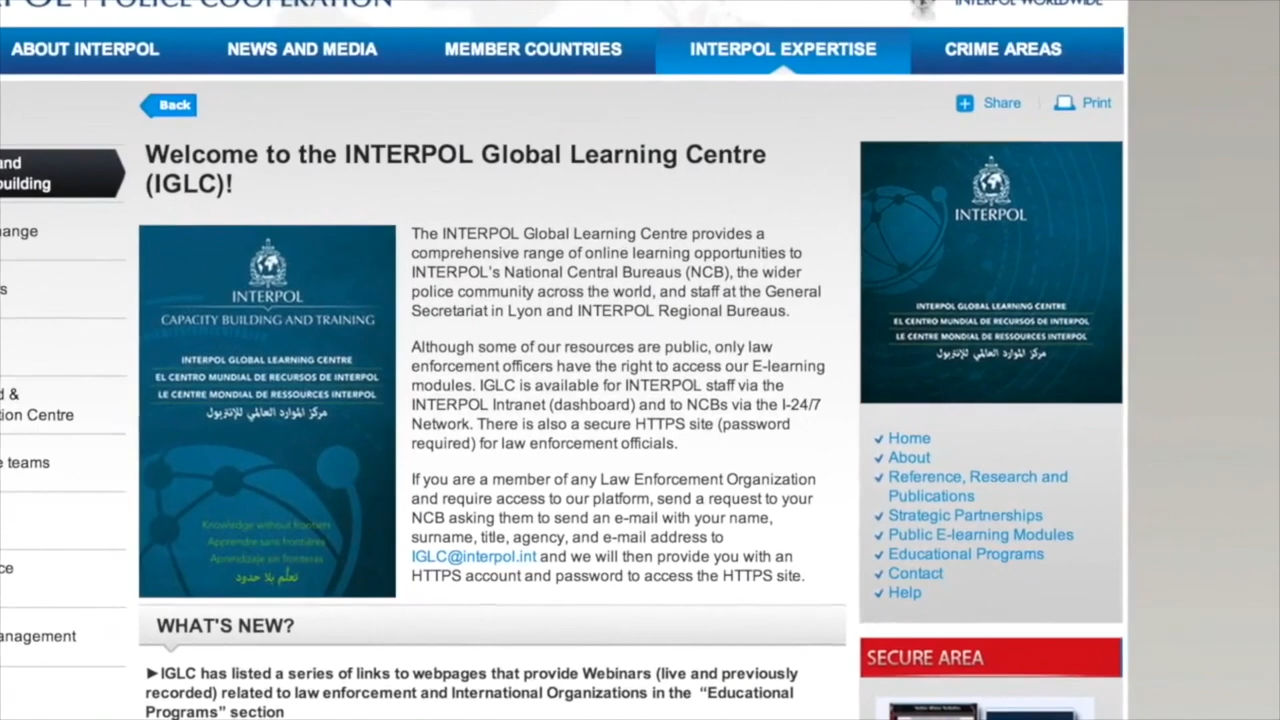 POLICE COOPERATION
INTERPOL WORLDWIDE
ABOUT INTERPOL
NEWS AND MEDIA
MEMBER COUNTRIES
INTERPOL EXPERTISE
CRIME AREAS
Back
Share
Print
and
building
ange
s
d &
tion Centre
e teams
ce
anagement
Welcome to the INTERPOL Global Learning Centre
(IGLC)!
INTERPOL
CAPACITY BUILDING AND TRAINING
INTERPOL GLOBAL LEARNING CENTRE
EL CENTRO MUNDIAL DE RECURSOS DE INTERPOL
LE CENTRE MONDIAL DE RESSOURCES INTERPOL
مركز الموارد العالمي للإنتربول
Knowledge without frontiers
Apprendre sans frontières
Aprendizaje sin fronteras
تعلّم بلا حدود
The INTERPOL Global Learning Centre provides a
comprehensive range of online learning opportunities to
INTERPOL's National Central Bureaus (NCB), the wider
police community across the world, and staff at the General
Secretariat in Lyon and INTERPOL Regional Bureaus.
Although some of our resources are public, only law
enforcement officers have the right to access our E-learning
modules. IGLC is available for INTERPOL staff via the
INTERPOL Intranet (dashboard) and to NCBs via the I-24/7
Network. There is also a secure HTTPS site (password
required) for law enforcement officials.
If you are a member of any Law Enforcement Organization
and require access to our platform, send a request to your
NCB asking them to send an e-mail with your name,
surname, title, agency, and e-mail address to
IGLC@interpol.int and we will then provide you with an
HTTPS account and password to access the HTTPS site.
WHAT'S NEW?
►IGLC has listed a series of links to webpages that provide Webinars (live and previously
recorded) related to law enforcement and International Organizations in the “Educational
Programs” section
INTERPOL
INTERPOL GLOBAL LEARNING CENTRE
EL CENTRO MUNDIAL DE RECURSOS DE INTERPOL
LE CENTRE MONDIAL DE RESSOURCES INTERPOL
مركز الموارد العالمي للإنتربول
Home
About
Reference, Research and
Publications
Strategic Partnerships
Public E-learning Modules
Educational Programs
Contact
Help
SECURE AREA